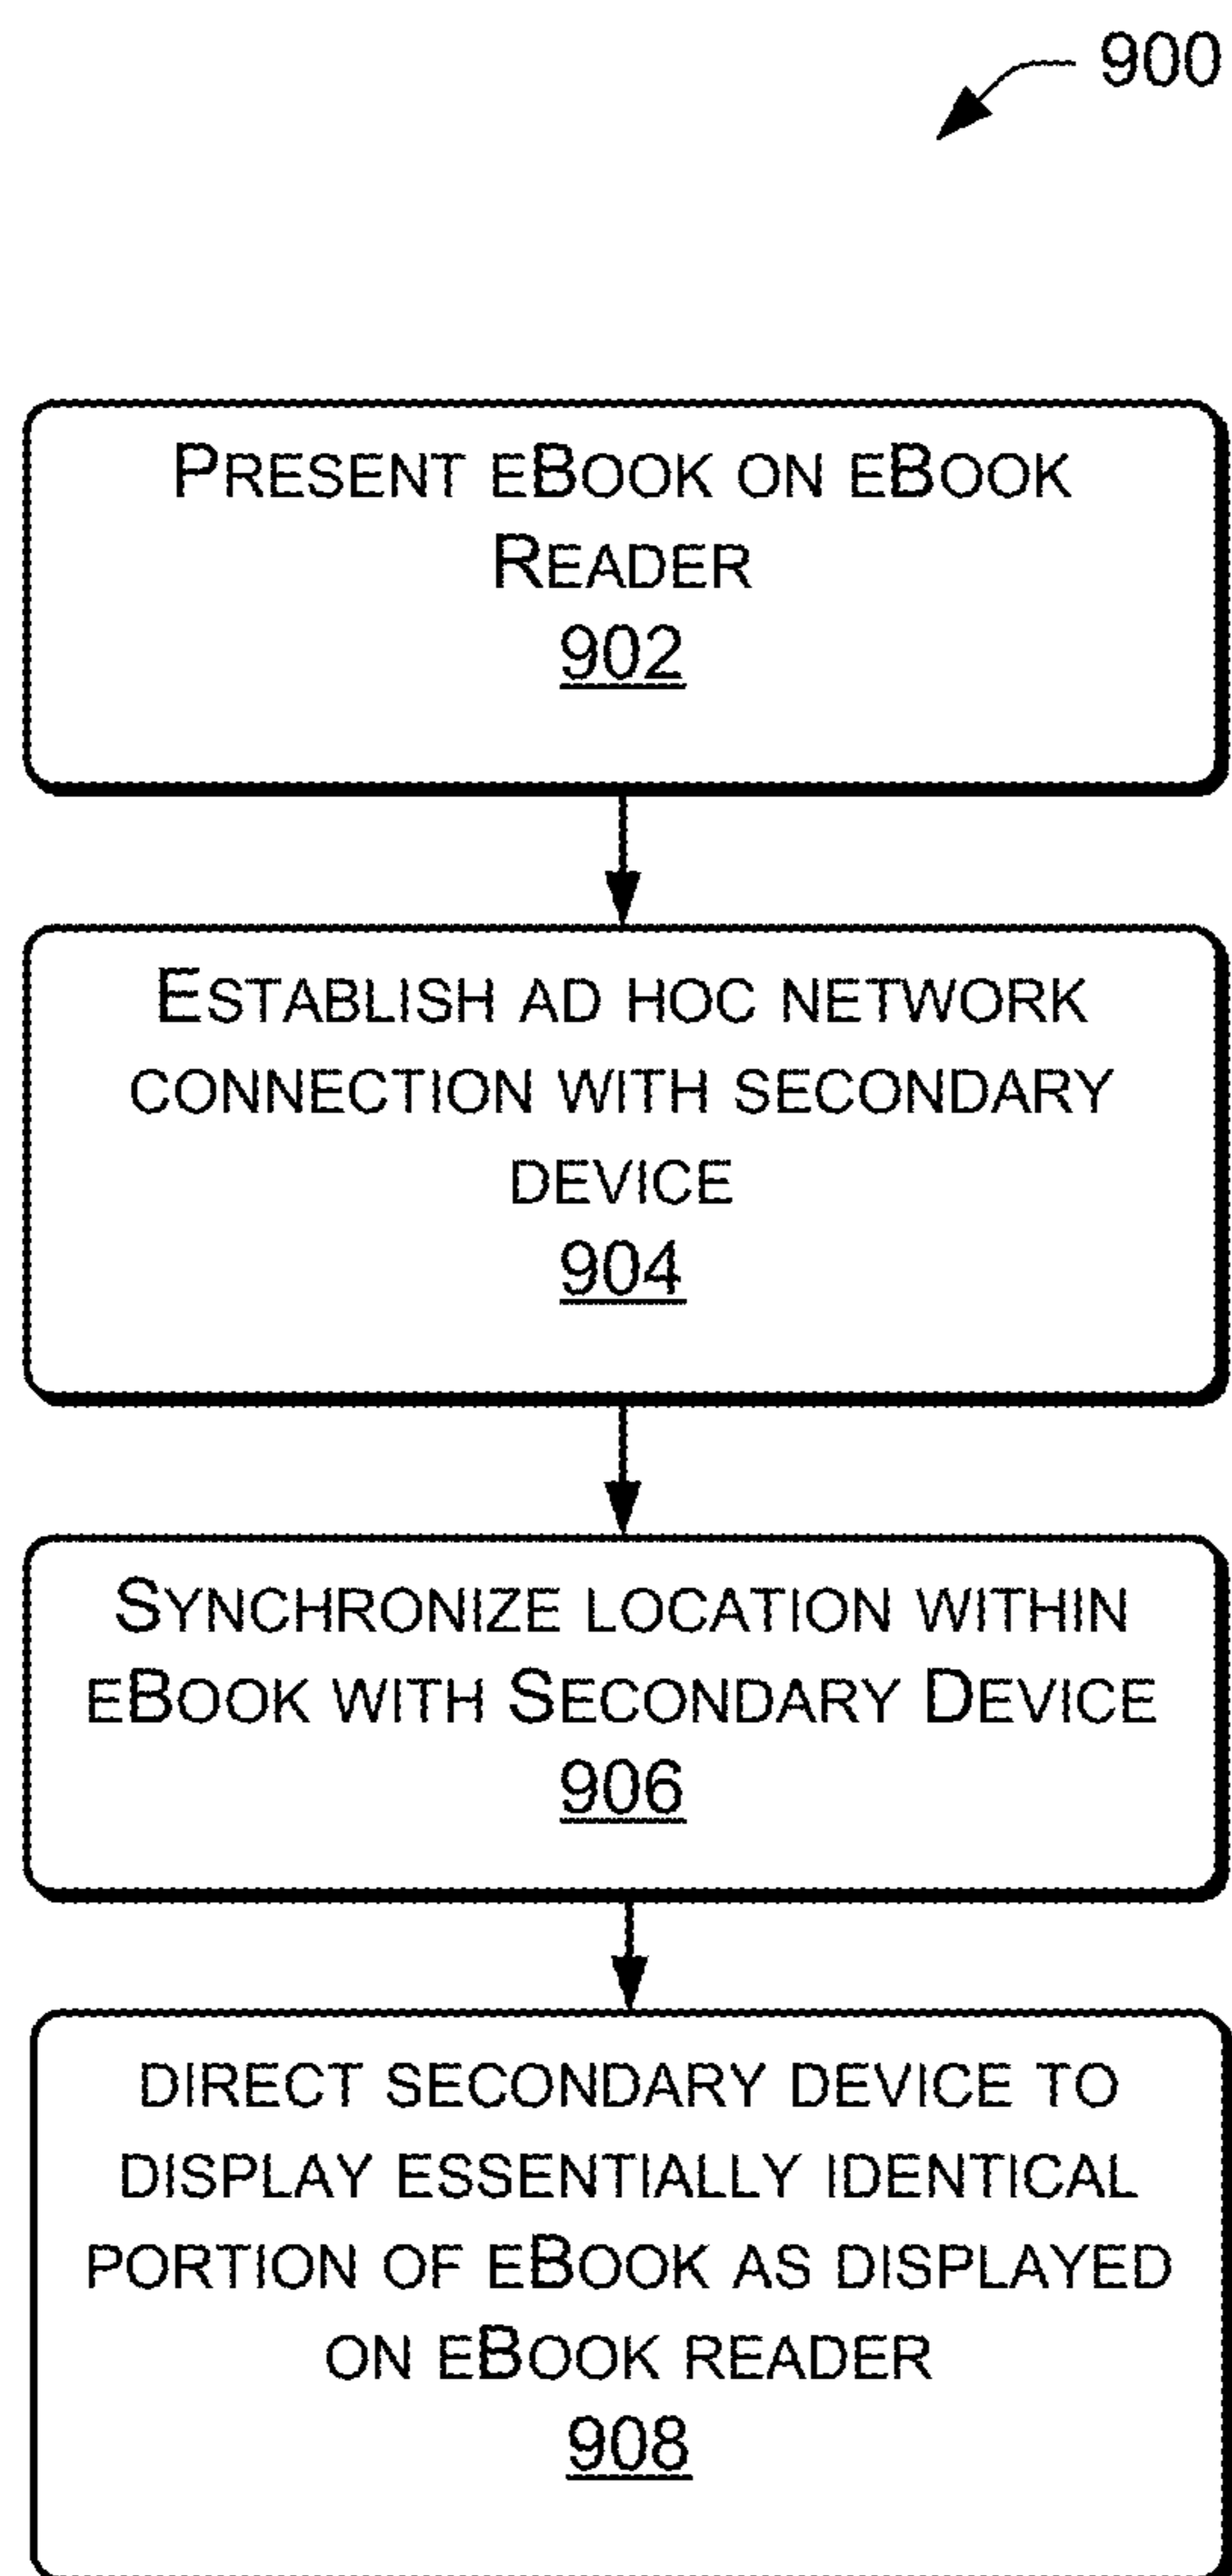 900
PRESENT EBOOK ON EBOOK
READER
902
ESTABLISH AD HOC NETWORK
CONNECTION WITH SECONDARY
DEVICE
904
SYNCHRONIZE LOCATION WITHIN
EBOOK WITH SECONDARY DEVICE
906
DIRECT SECONDARY DEVICE TO
DISPLAY ESSENTIALLY IDENTICAL
PORTION OF EBOOK AS DISPLAYED
ON EBOOK READER
908